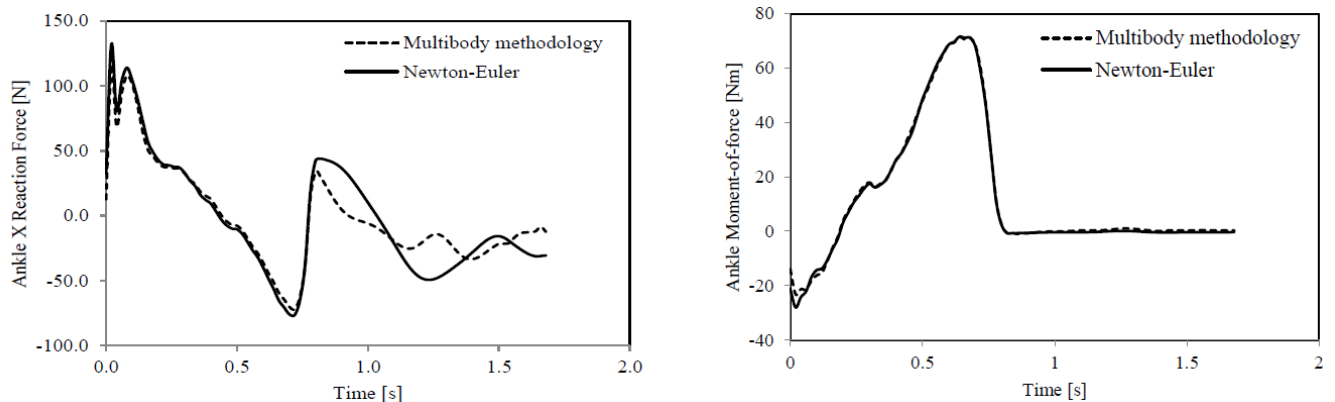 150.0
100.0
50.0
0.0
-50.0
-100.0
Ankle X Reaction Force [N]
Multibody methodology
Newton-Euler
0.0 0.5 1.0 1.5 2.0
Time [s]
80
60
40
20
0
-20
-40
Ankle Moment-of-force [Nm]
Multibody methodology
Newton-Euler
0 0.5 1 1.5 2
Time [s]